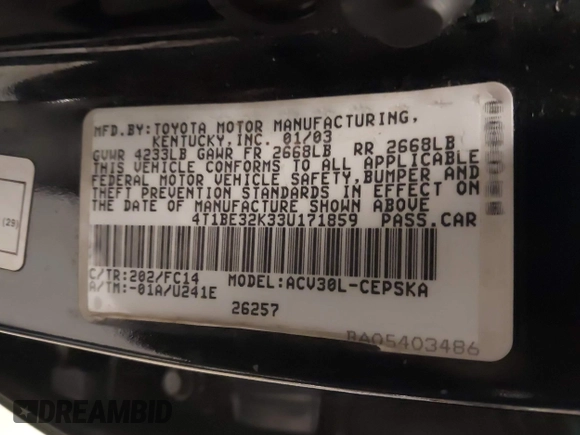 MFD.BY:TOYOTA MOTOR MANUFACTURING,
KENTUCKY,INC. 01/03
GVWR 4233LB GAWR FR 2668LB RR 2668LB
THIS VEHICLE CONFORMS TO ALL APPLICABLE
FEDERAL MOTOR VEHICLE SAFETY,BUMPER AND
THEFT PREVENTION STANDARDS IN EFFECT ON
THE DATE OF MANUFACTURE SHOWN ABOVE
4T1BE32K33U171859 PASS.CAR
C/TR:202/FC14 MODEL:ACV30L-CEPSKA
A/TM:-01A/U241E
26257
BA05403486
(29)
DREAMBID